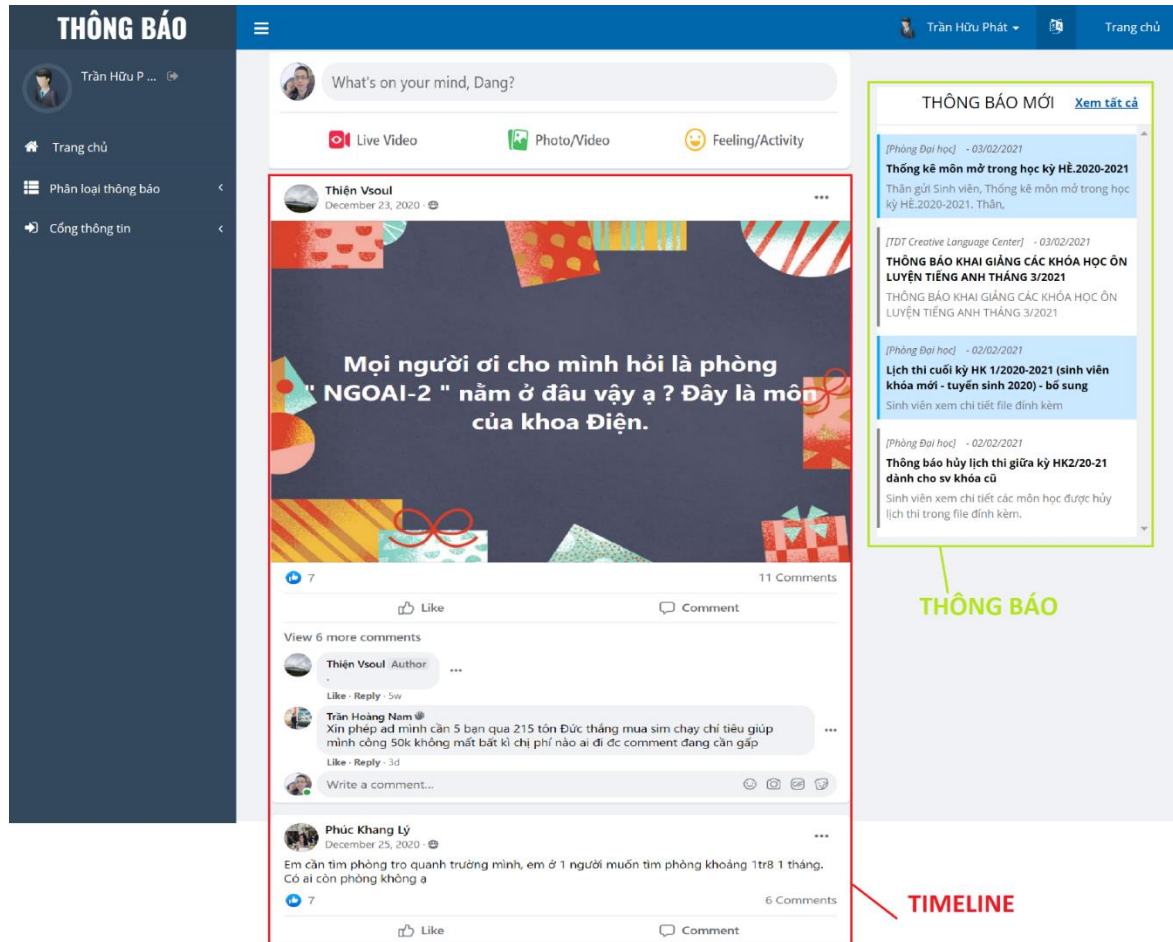 THÔNG BÁO
Trần Hữu Phát
Trang chủ
Trần Hữu P ...
Trang chủ
Phân loại thông báo
Cổng thông tin
What's on your mind, Dang?
Live Video
Photo/Video
Feeling/Activity
Thiện Vsoul
December 23, 2020 ·
Mọi người ơi cho mình hỏi là phòng
" NGOAI-2 " nằm ở đâu vậy ạ ? Đây là môn
của khoa Điện.
7
11 Comments
Like
Comment
View 6 more comments
Thiện Vsoul Author
.
Like · Reply · 5w
Trần Hoàng Nam
Xin phép ad mình cần 5 bạn qua 215 tôn Đức thắng mua sim chạy chỉ tiêu giúp
mình công 50k không mất bất kì chị phí nào ai đi đc comment đang cần gấp
Like · Reply · 3d
Write a comment...
Phúc Khang Lý
December 25, 2020 ·
Em cần tìm phòng tro quanh trường mình, em ở 1 người muốn tìm phòng khoảng 1tr8 1 tháng.
Có ai còn phòng không ạ
7
6 Comments
Like
Comment
THÔNG BÁO MỚI
Xem tất cả
[Phòng Đại học] - 03/02/2021
Thống kê môn mở trong học kỳ HÈ.2020-2021
Thân gửi Sinh viên, Thống kê môn mở trong học
kỳ HÈ.2020-2021. Thân,
[TDT Creative Language Center] - 03/02/2021
THÔNG BÁO KHAI GIẢNG CÁC KHÓA HỌC ÔN
LUYỆN TIẾNG ANH THÁNG 3/2021
THÔNG BÁO KHAI GIẢNG CÁC KHÓA HỌC ÔN
LUYỆN TIẾNG ANH THÁNG 3/2021
[Phòng Đại học] - 02/02/2021
Lịch thi cuối kỳ HK 1/2020-2021 (sinh viên
khóa mới - tuyển sinh 2020) - bổ sung
Sinh viên xem chi tiết file đính kèm
[Phòng Đại học] - 02/02/2021
Thông báo hủy lịch thi giữa kỳ HK2/20-21
dành cho sv khóa cũ
Sinh viên xem chi tiết các môn học được hủy
lịch thi trong file đính kèm.
THÔNG BÁO
TIMELINE